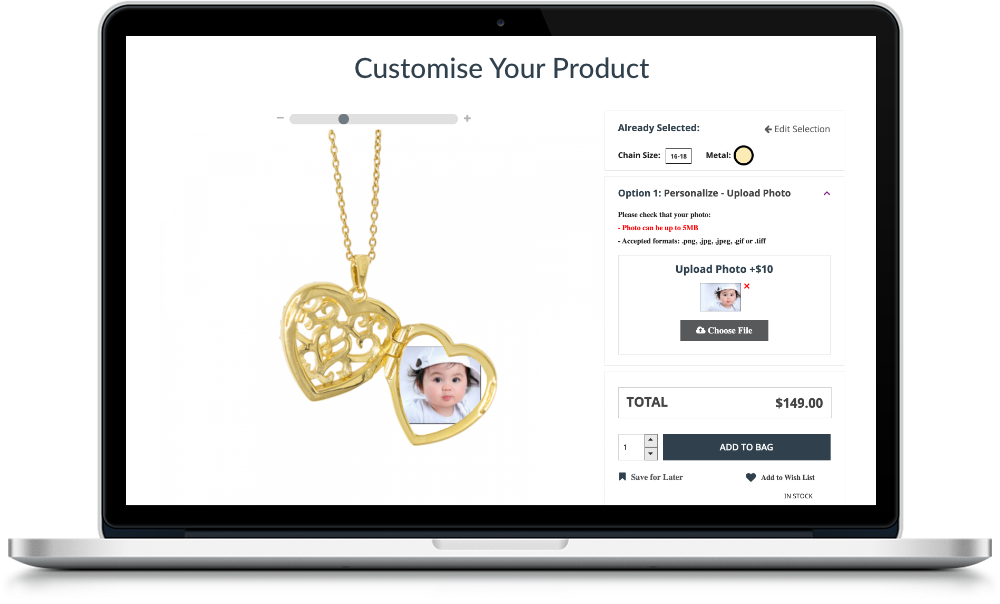 Customise Your Product
Already Selected:
Edit Selection
Chain Size: 16-18 Metal:
Option 1: Personalize - Upload Photo
Please check that your photo:
- Photo can be up to 5MB
- Accepted formats: .png, .jpg, .jpeg, .gif or .tiff
Upload Photo +$10
Choose File
TOTAL $149.00
1 ADD TO BAG
Save for Later Add to Wish List
IN STOCK